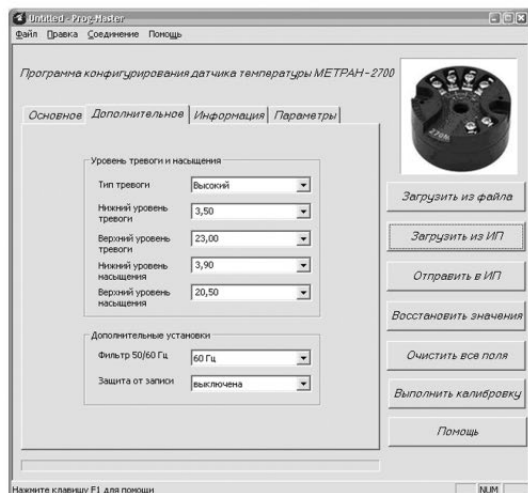 Untitled - Prog-Master
Файл Правка Соединение Помощь
Программа конфигурирования датчика температуры МЕТРАН-2700
Основное Дополнительное Информация Параметры
Уровень тревоги и насыщения
Тип тревоги Высокий
Нижний уровень
тревоги 3,50
Верхний уровень
тревоги 23,00
Нижний уровень
насыщения 3,90
Верхний уровень
насыщения 20,50
Дополнительные установки
Фильтр 50/60 Гц 60 Гц
Защита от записи выключена
Загрузить из файла
Загрузить из ИП
Отправить в ИП
Восстановить значения
Очистить все поля
Выполнить калибровку
Помощь
Нажмите клавишу F1 для помощи NUM